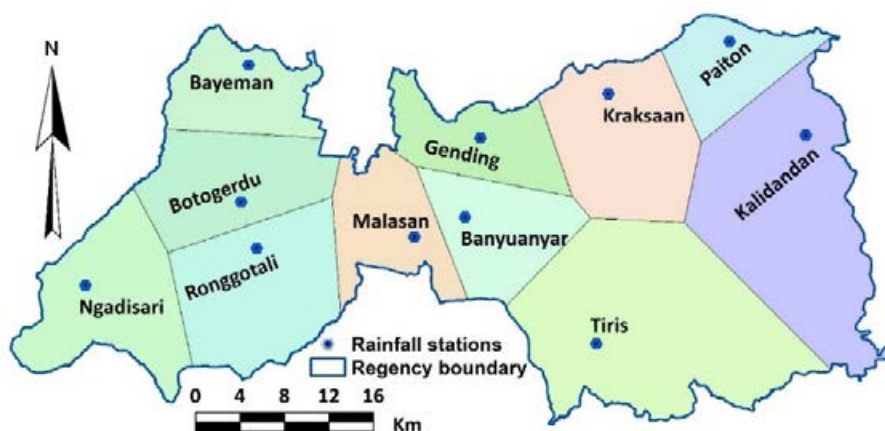 N
Bayeman
Paiton
Kraksaan
Gending
Kalidandan
Botogerdu
Malasan
Banyuanyar
Ronggotali
Ngadisari
Tiris
Rainfall stations
Regency boundary
0 4 8 12 16
Km